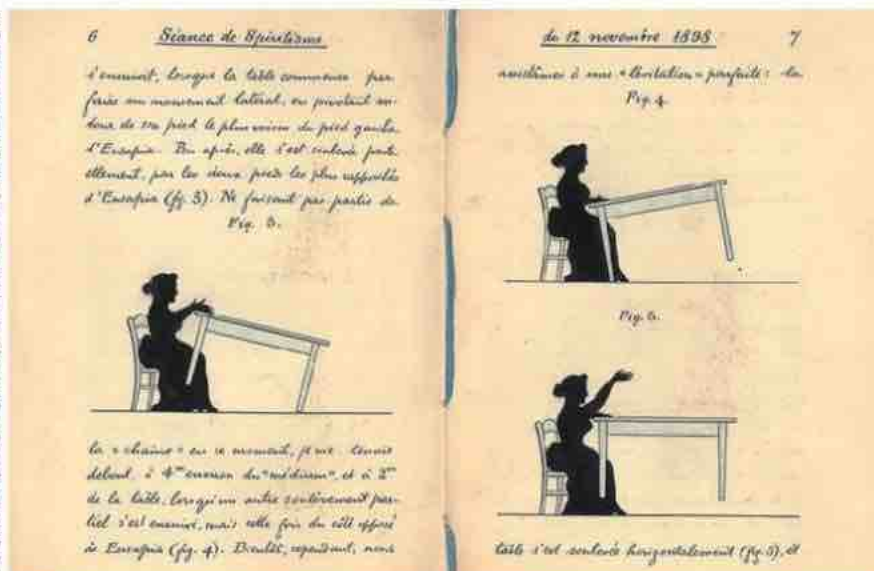 6 Séance de Spiritisme
s'ensuivit, lorsque la table commença par
faire un mouvement latéral, en pivotant au-
tour de son pied le plus voisin du pied gauche
d'Eusapia. Peu après, elle s'est soulevée parti-
ellement, par les deux pieds les plus rapprochés
d'Eusapia (fig. 3). Ne faisant pas partie de
Fig. 3.
la "chaîne" en ce moment, je me tenais
debout, à 4m environ du "médium", et à 2m
de la table, lorsqu'un autre soulèvement par-
tiel s'est ensuivi, mais cette fois du côté opposé
à Eusapia (fig. 4). Bientôt, cependant, nous
du 12 novembre 1898 7
assistâmes à une "lévitation" parfaite: la
Fig. 4
Fig. 5.
table s'est soulevée horizontalement (fig. 5), et